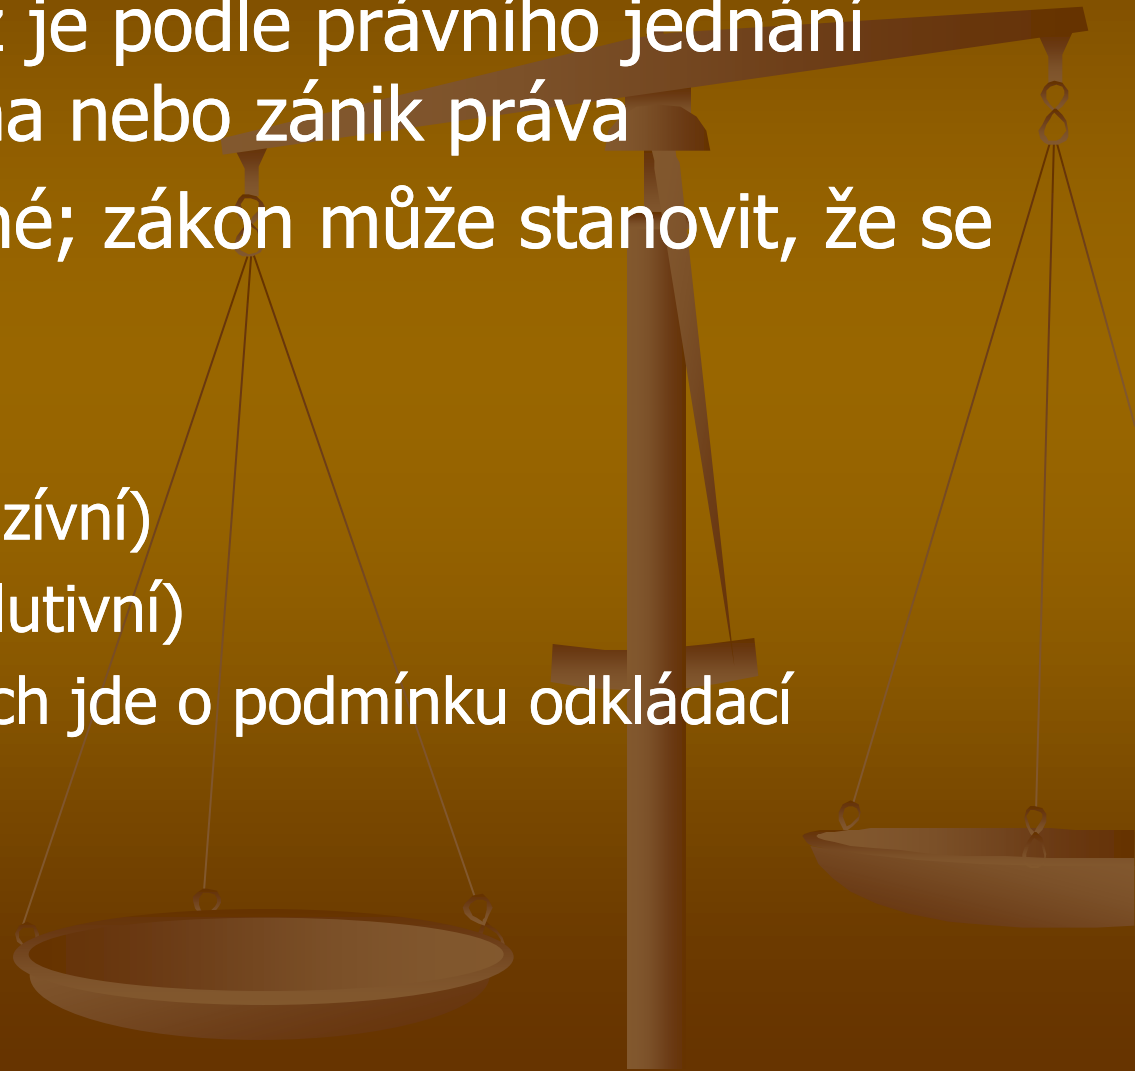 je podle právního jednání
nebo zánik práva
né; zákon může stanovit, že se
zívní)
lutivní)
ch jde o podmínku odkládací